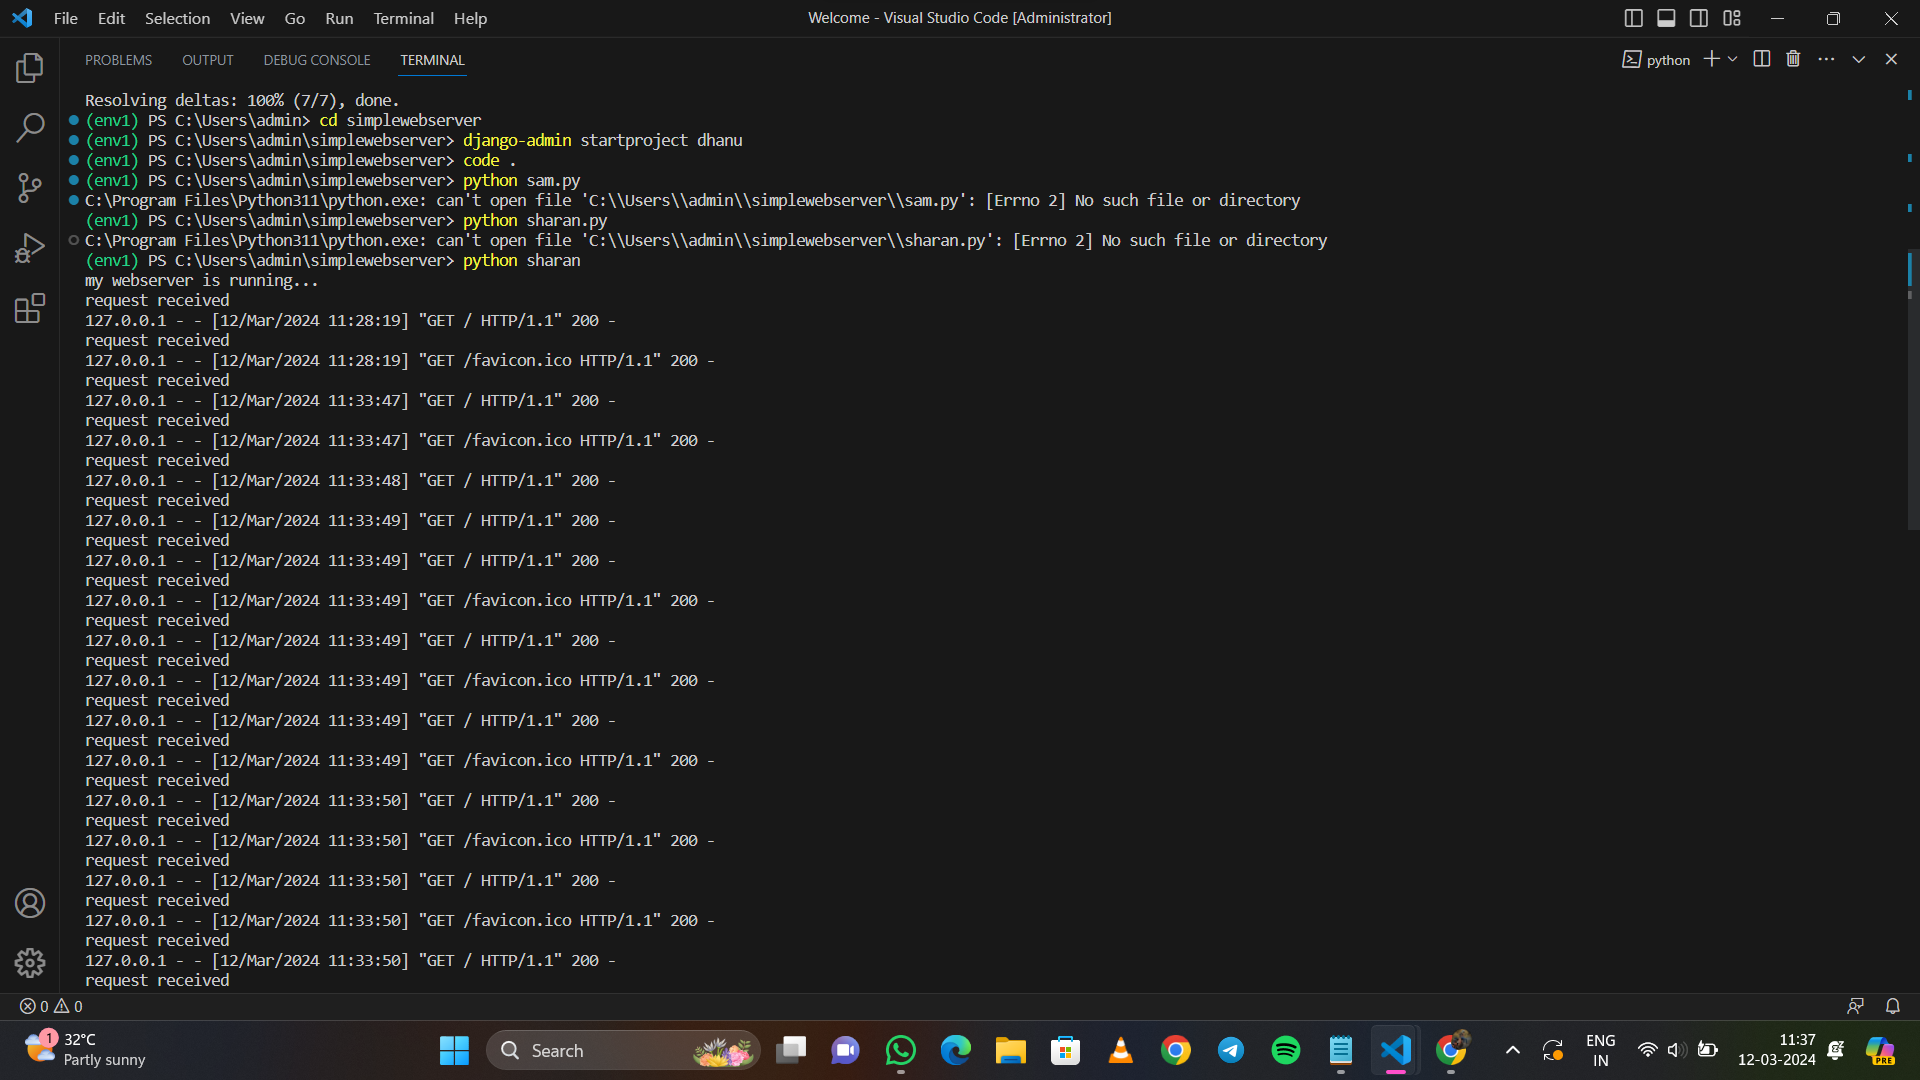 File Edit Selection View Go Run Terminal Help
Welcome - Visual Studio Code [Administrator]
PROBLEMS OUTPUT DEBUG CONSOLE TERMINAL
python
Resolving deltas: 100% (7/7), done.
(env1) PS C:\Users\admin> cd simplewebserver
(env1) PS C:\Users\admin\simplewebserver> django-admin startproject dhanu
(env1) PS C:\Users\admin\simplewebserver> code .
(env1) PS C:\Users\admin\simplewebserver> python sam.py
C:\Program Files\Python311\python.exe: can't open file 'C:\\Users\\admin\\simplewebserver\\sam.py': [Errno 2] No such file or directory
(env1) PS C:\Users\admin\simplewebserver> python sharan.py
C:\Program Files\Python311\python.exe: can't open file 'C:\\Users\\admin\\simplewebserver\\sharan.py': [Errno 2] No such file or directory
(env1) PS C:\Users\admin\simplewebserver> python sharan
my webserver is running...
request received
127.0.0.1 - - [12/Mar/2024 11:28:19] "GET / HTTP/1.1" 200 -
request received
127.0.0.1 - - [12/Mar/2024 11:28:19] "GET /favicon.ico HTTP/1.1" 200 -
request received
127.0.0.1 - - [12/Mar/2024 11:33:47] "GET / HTTP/1.1" 200 -
request received
127.0.0.1 - - [12/Mar/2024 11:33:47] "GET /favicon.ico HTTP/1.1" 200 -
request received
127.0.0.1 - - [12/Mar/2024 11:33:48] "GET / HTTP/1.1" 200 -
request received
127.0.0.1 - - [12/Mar/2024 11:33:49] "GET / HTTP/1.1" 200 -
request received
127.0.0.1 - - [12/Mar/2024 11:33:49] "GET / HTTP/1.1" 200 -
request received
127.0.0.1 - - [12/Mar/2024 11:33:49] "GET /favicon.ico HTTP/1.1" 200 -
request received
127.0.0.1 - - [12/Mar/2024 11:33:49] "GET / HTTP/1.1" 200 -
request received
127.0.0.1 - - [12/Mar/2024 11:33:49] "GET /favicon.ico HTTP/1.1" 200 -
request received
127.0.0.1 - - [12/Mar/2024 11:33:49] "GET / HTTP/1.1" 200 -
request received
127.0.0.1 - - [12/Mar/2024 11:33:49] "GET /favicon.ico HTTP/1.1" 200 -
request received
127.0.0.1 - - [12/Mar/2024 11:33:50] "GET / HTTP/1.1" 200 -
request received
127.0.0.1 - - [12/Mar/2024 11:33:50] "GET /favicon.ico HTTP/1.1" 200 -
request received
127.0.0.1 - - [12/Mar/2024 11:33:50] "GET / HTTP/1.1" 200 -
request received
127.0.0.1 - - [12/Mar/2024 11:33:50] "GET /favicon.ico HTTP/1.1" 200 -
request received
127.0.0.1 - - [12/Mar/2024 11:33:50] "GET / HTTP/1.1" 200 -
request received
0 0
1
32°C
Partly sunny
Search
ENG
IN
11:37
12-03-2024
PRE